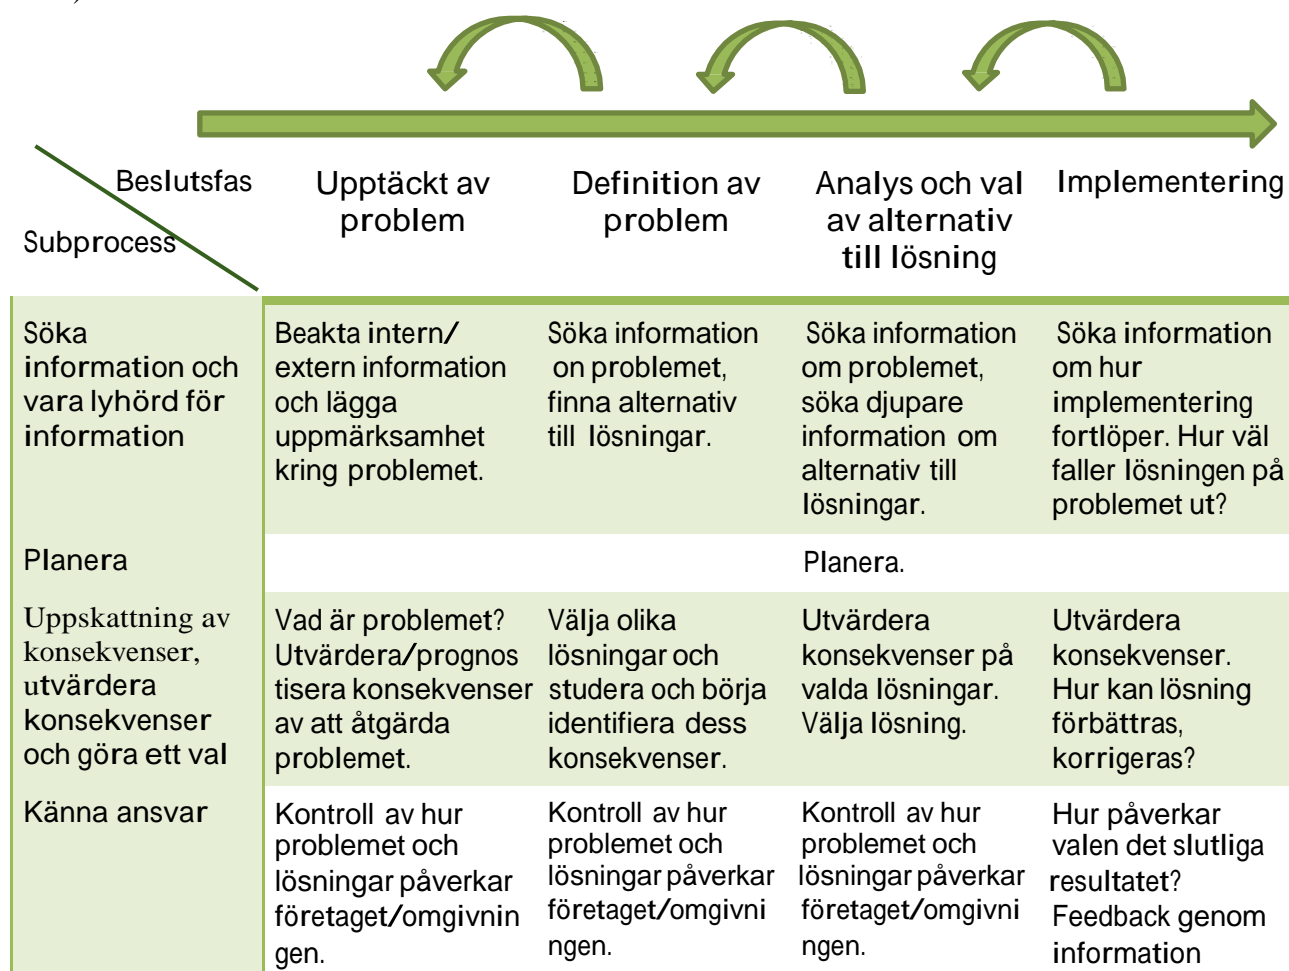 Beslutsfas
Subprocess
Upptäckt av
problem
Definition av
problem
Analys och val
av alternativ
till lösning
Implementering
Söka
information och
vara lyhörd för
information
Beakta intern/
extern information
och lägga
uppmärksamhet
kring problemet.
Söka information
on problemet,
finna alternativ
till lösningar.
Söka information
om problemet,
söka djupare
information om
alternativ till
lösningar.
Söka information
om hur
implementering
fortlöper. Hur väl
faller lösningen på
problemet ut?
Planera
Planera.
Uppskattning av
konsekvenser,
utvärdera
konsekvenser
och göra ett val
Vad är problemet?
Utvärdera/prognos
tisera konsekvenser
av att åtgärda
problemet.
Välja olika
lösningar och
studera och börja
identifiera dess
konsekvenser.
Utvärdera
konsekvenser på
valda lösningar.
Välja lösning.
Utvärdera
konsekvenser.
Hur kan lösning
förbättras,
korrigeras?
Känna ansvar
Kontroll av hur
problemet och
lösningar påverkar
företaget/omgivnin
gen.
Kontroll av hur
problemet och
lösningar påverkar
företaget/omgivni
ngen.
Kontroll av hur
problemet och
lösningar påverkar
företaget/omgivni
ngen.
Hur påverkar
valen det slutliga
resultatet?
Feedback genom
information